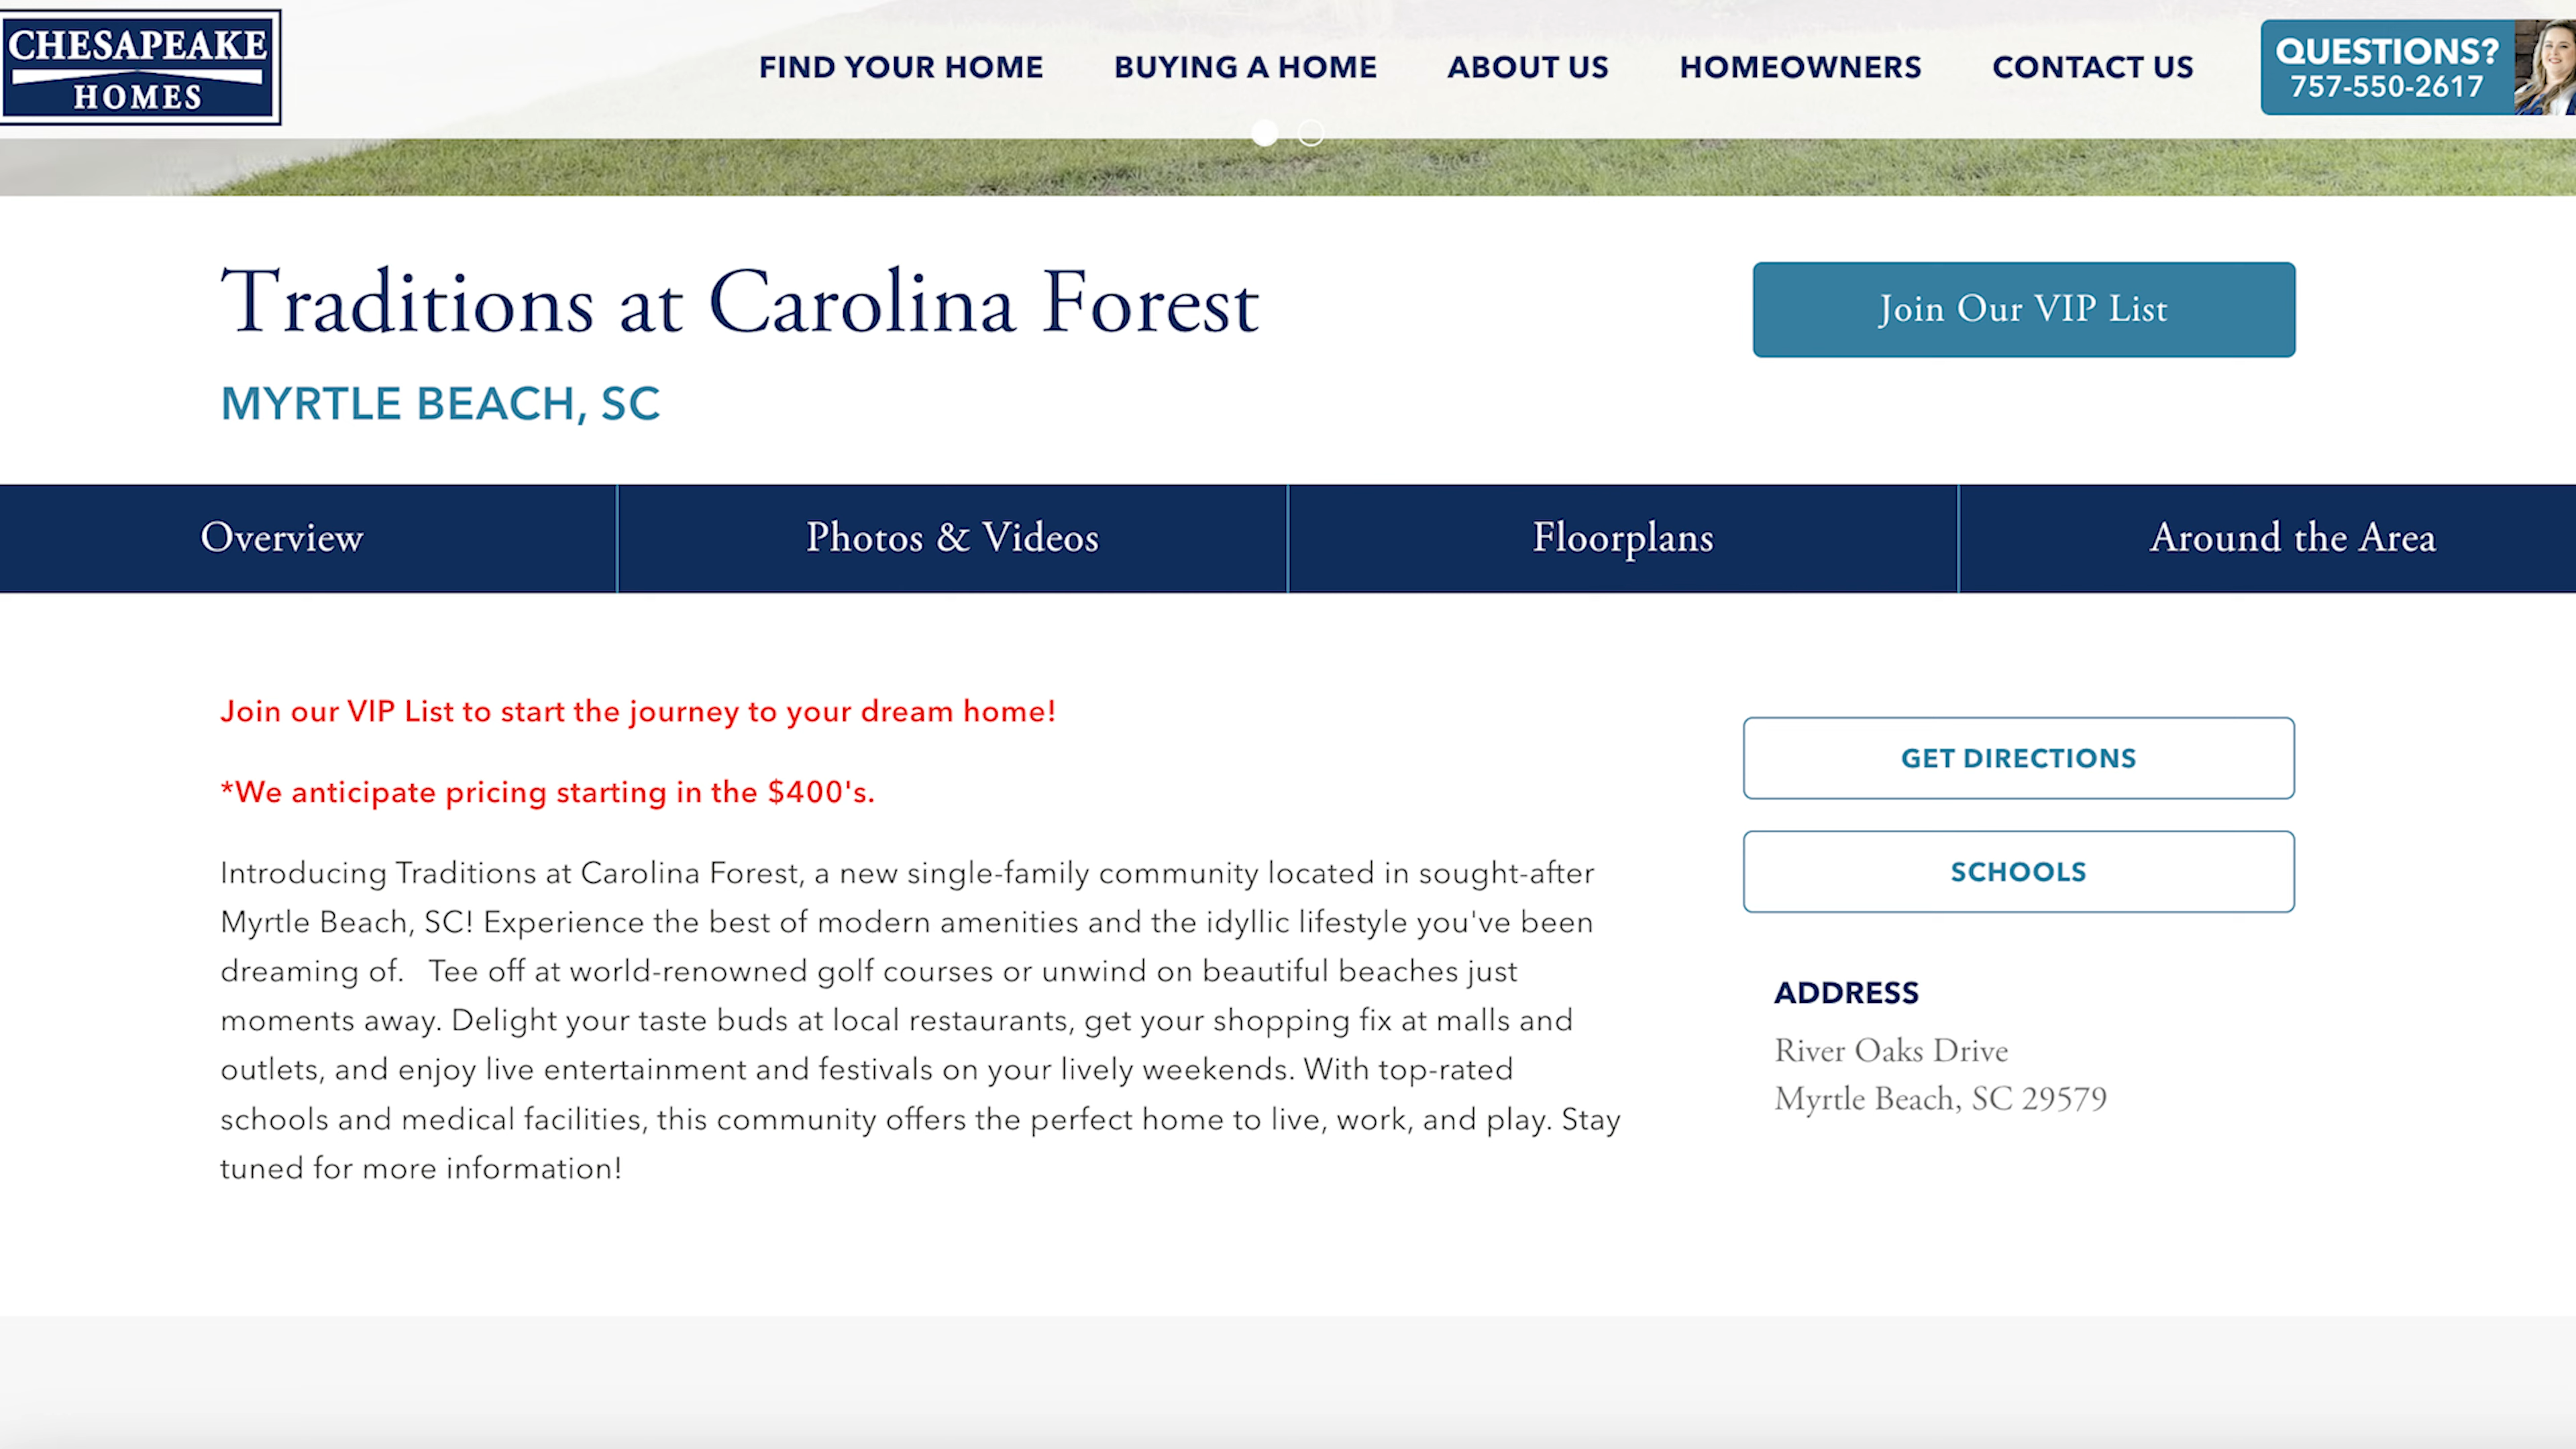 CHESAPEAKE
HOMES
FIND YOUR HOME
BUYING A HOME
ABOUT US
HOMEOWNERS
CONTACT US
QUESTIONS?
757-550-2617
Traditions at Carolina Forest
Join Our VIP List
MYRTLE BEACH, SC
Overview
Photos & Videos
Floorplans
Around the Area
Join our VIP List to start the journey to your dream home!
*We anticipate pricing starting in the $400's.
Introducing Traditions at Carolina Forest, a new single-family community located in sought-after
Myrtle Beach, SC! Experience the best of modern amenities and the idyllic lifestyle you've been
dreaming of.   Tee off at world-renowned golf courses or unwind on beautiful beaches just
moments away. Delight your taste buds at local restaurants, get your shopping fix at malls and
outlets, and enjoy live entertainment and festivals on your lively weekends. With top-rated
schools and medical facilities, this community offers the perfect home to live, work, and play. Stay
tuned for more information!
GET DIRECTIONS
SCHOOLS
ADDRESS
River Oaks Drive
Myrtle Beach, SC 29579